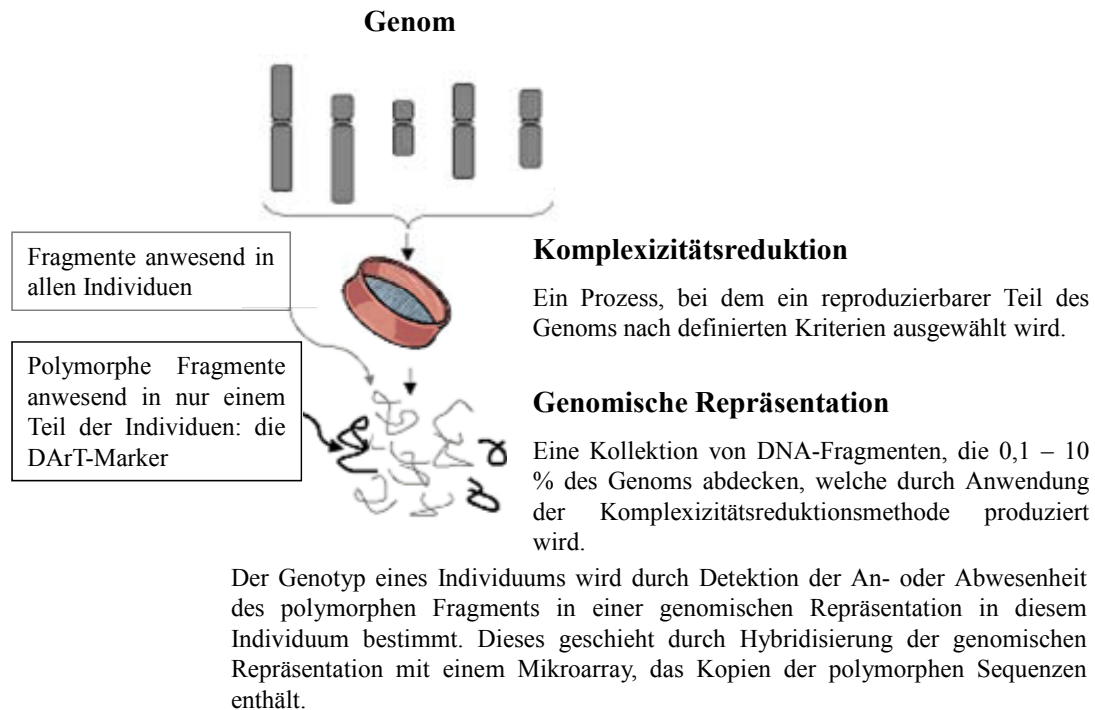 Genom
Fragmente anwesend in
allen Individuen
Polymorphe Fragmente
anwesend in nur einem
Teil der Individuen: die
DArT-Marker
Komplexizitätsreduktion
Ein Prozess, bei dem ein reproduzierbarer Teil des
Genoms nach definierten Kriterien ausgewählt wird.
Genomische Repräsentation
Eine Kollektion von DNA-Fragmenten, die 0,1 – 10
% des Genoms abdecken, welche durch Anwendung
der Komplexizitätsreduktionsmethode produziert
wird.
Der Genotyp eines Individuums wird durch Detektion der An- oder Abwesenheit
des polymorphen Fragments in einer genomischen Repräsentation in diesem
Individuum bestimmt. Dieses geschieht durch Hybridisierung der genomischen
Repräsentation mit einem Mikroarray, das Kopien der polymorphen Sequenzen
enthält.